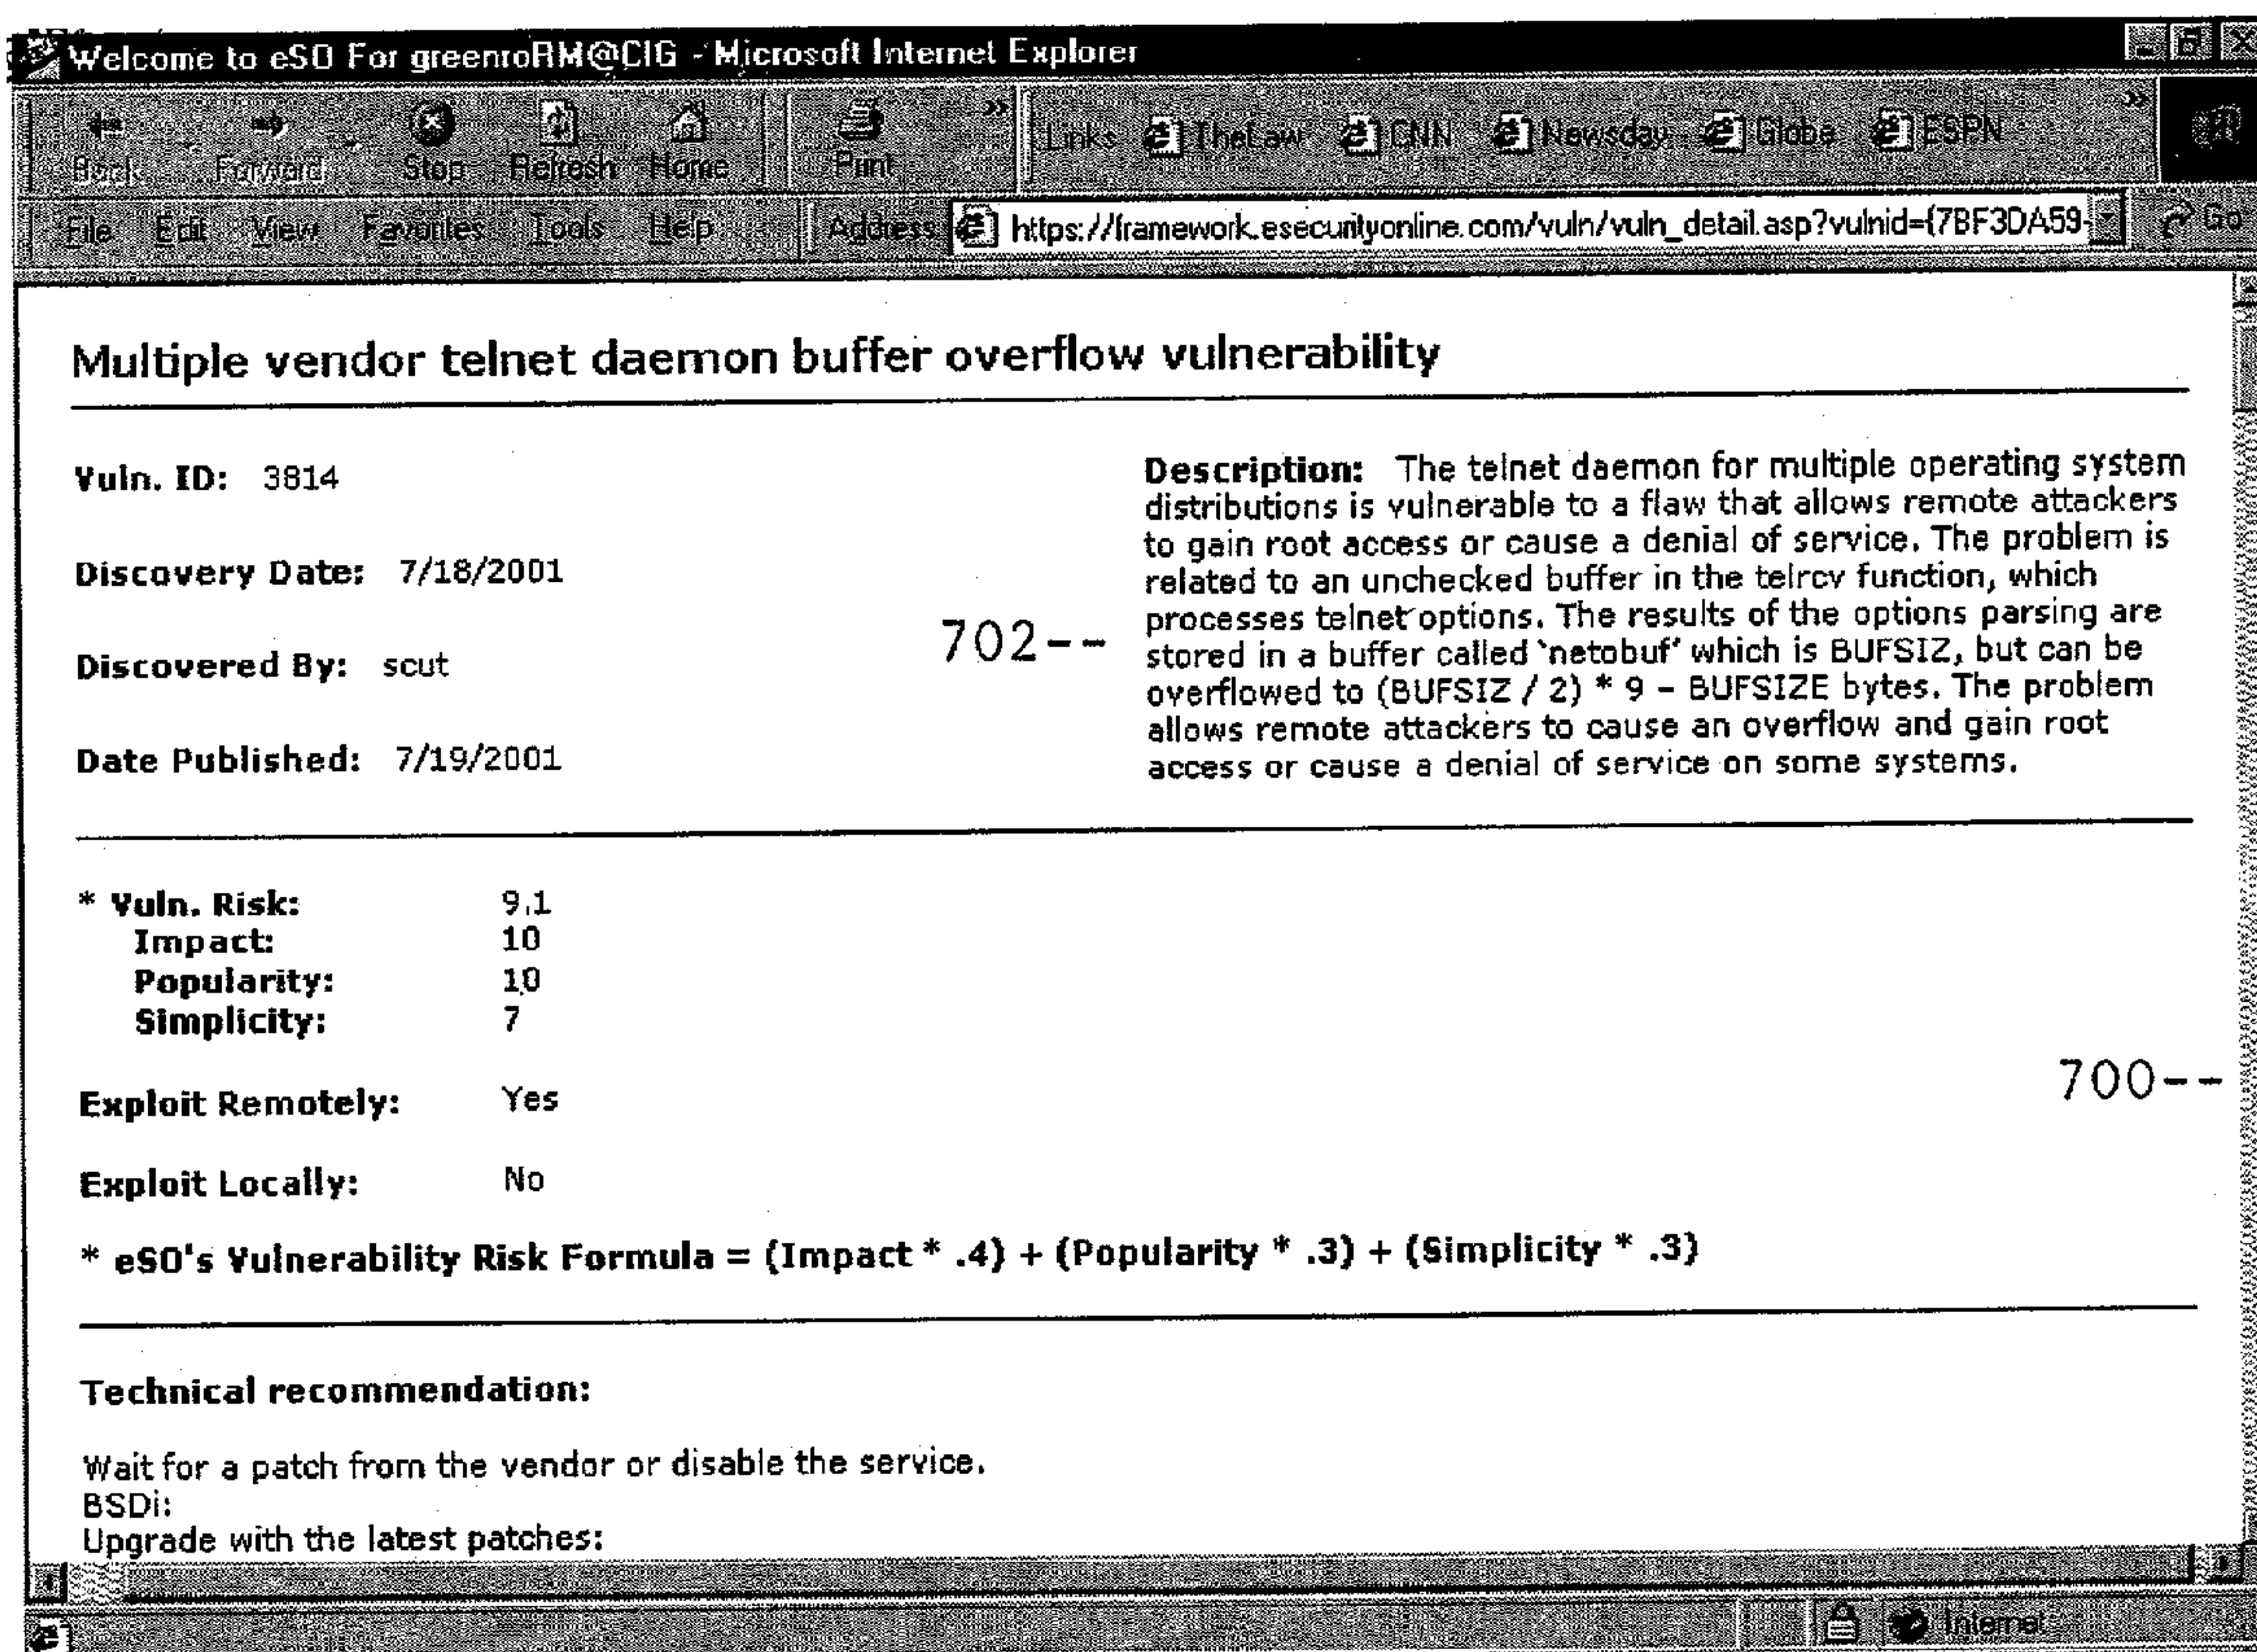 Welcome to eSO For greenroRM@CIG - Microsoft Internet Explorer
Back Forward Stop Refresh Home Print » Links TheLaw CNN Newsday Globe ESPN »
File Edit View Favorites Tools Help Address https://framework.esecurityonline.com/vuln/vuln_detail.asp?vulnid={7BF3DA59- Go
Multiple vendor telnet daemon buffer overflow vulnerability
Vuln. ID: 3814
Discovery Date: 7/18/2001
Discovered By: scut
Date Published: 7/19/2001
702--
Description: The telnet daemon for multiple operating system
distributions is vulnerable to a flaw that allows remote attackers
to gain root access or cause a denial of service. The problem is
related to an unchecked buffer in the telrcv function, which
processes telnet options. The results of the options parsing are
stored in a buffer called `netobuf' which is BUFSIZ, but can be
overflowed to (BUFSIZ / 2) * 9 - BUFSIZE bytes. The problem
allows remote attackers to cause an overflow and gain root
access or cause a denial of service on some systems.
* Vuln. Risk: 9.1
Impact: 10
Popularity: 10
Simplicity: 7
700--
Exploit Remotely: Yes
Exploit Locally: No
* eSO's Vulnerability Risk Formula = (Impact * .4) + (Popularity * .3) + (Simplicity * .3)
Technical recommendation:
Wait for a patch from the vendor or disable the service.
BSDi:
Upgrade with the latest patches:
Internet